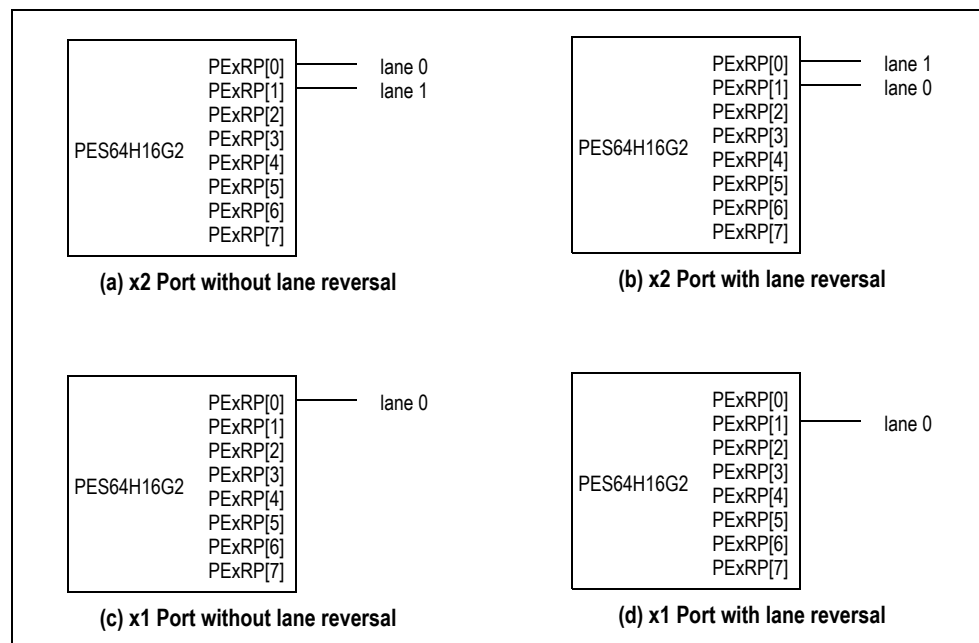 PExRP[0] lane 0
PExRP[1] lane 1
PExRP[2]
PExRP[3]
PES64H16G2
PExRP[4]
PExRP[5]
PExRP[6]
PExRP[7]
(a) x2 Port without lane reversal
PExRP[0] lane 1
PExRP[1] lane 0
PExRP[2]
PExRP[3]
PES64H16G2
PExRP[4]
PExRP[5]
PExRP[6]
PExRP[7]
(b) x2 Port with lane reversal
PExRP[0] lane 0
PExRP[1]
PExRP[2]
PExRP[3]
PES64H16G2
PExRP[4]
PExRP[5]
PExRP[6]
PExRP[7]
(c) x1 Port without lane reversal
PExRP[0]
PExRP[1] lane 0
PExRP[2]
PExRP[3]
PES64H16G2
PExRP[4]
PExRP[5]
PExRP[6]
PExRP[7]
(d) x1 Port with lane reversal